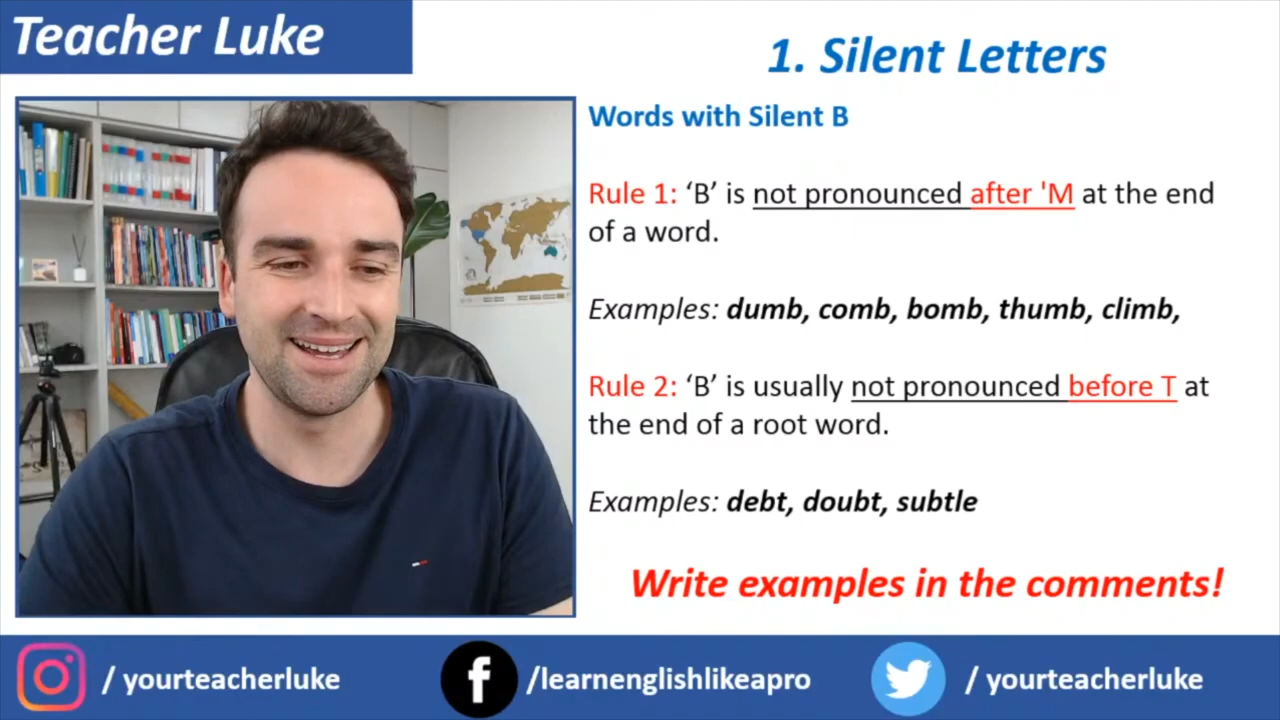 Teacher Luke
1. Silent Letters
Words with Silent B
Rule 1: ‘B’ is not pronounced after 'M at the end
of a word.
Examples: dumb, comb, bomb, thumb, climb,
Rule 2: ‘B’ is usually not pronounced before T at
the end of a root word.
Examples: debt, doubt, subtle
Write examples in the comments!
/ yourteacherluke
/learnenglishlikeapro
/ yourteacherluke